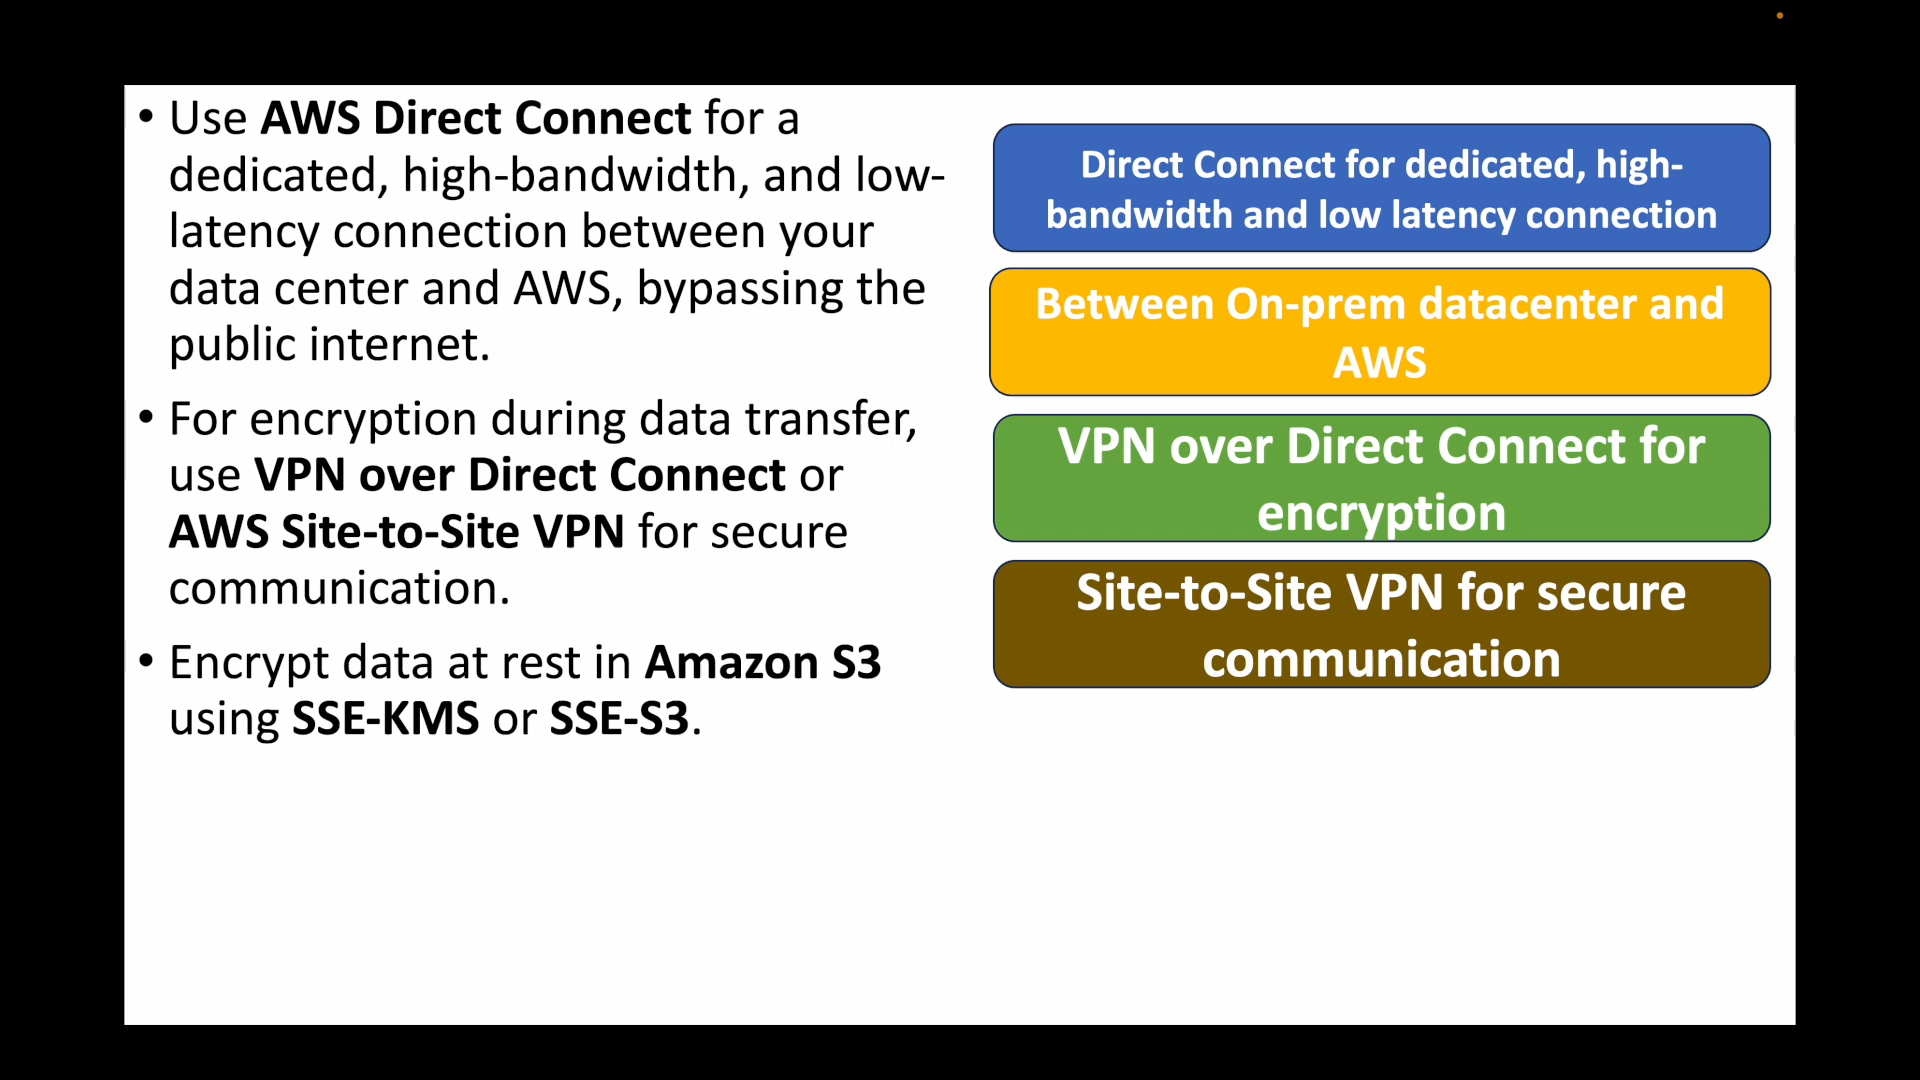 • Use AWS Direct Connect for a
dedicated, high-bandwidth, and low-
latency connection between your
data center and AWS, bypassing the
public internet.
• For encryption during data transfer,
use VPN over Direct Connect or
AWS Site-to-Site VPN for secure
communication.
• Encrypt data at rest in Amazon S3
using SSE-KMS or SSE-S3.
Direct Connect for dedicated, high-
bandwidth and low latency connection
Between On-prem datacenter and
AWS
VPN over Direct Connect for
encryption
Site-to-Site VPN for secure
communication